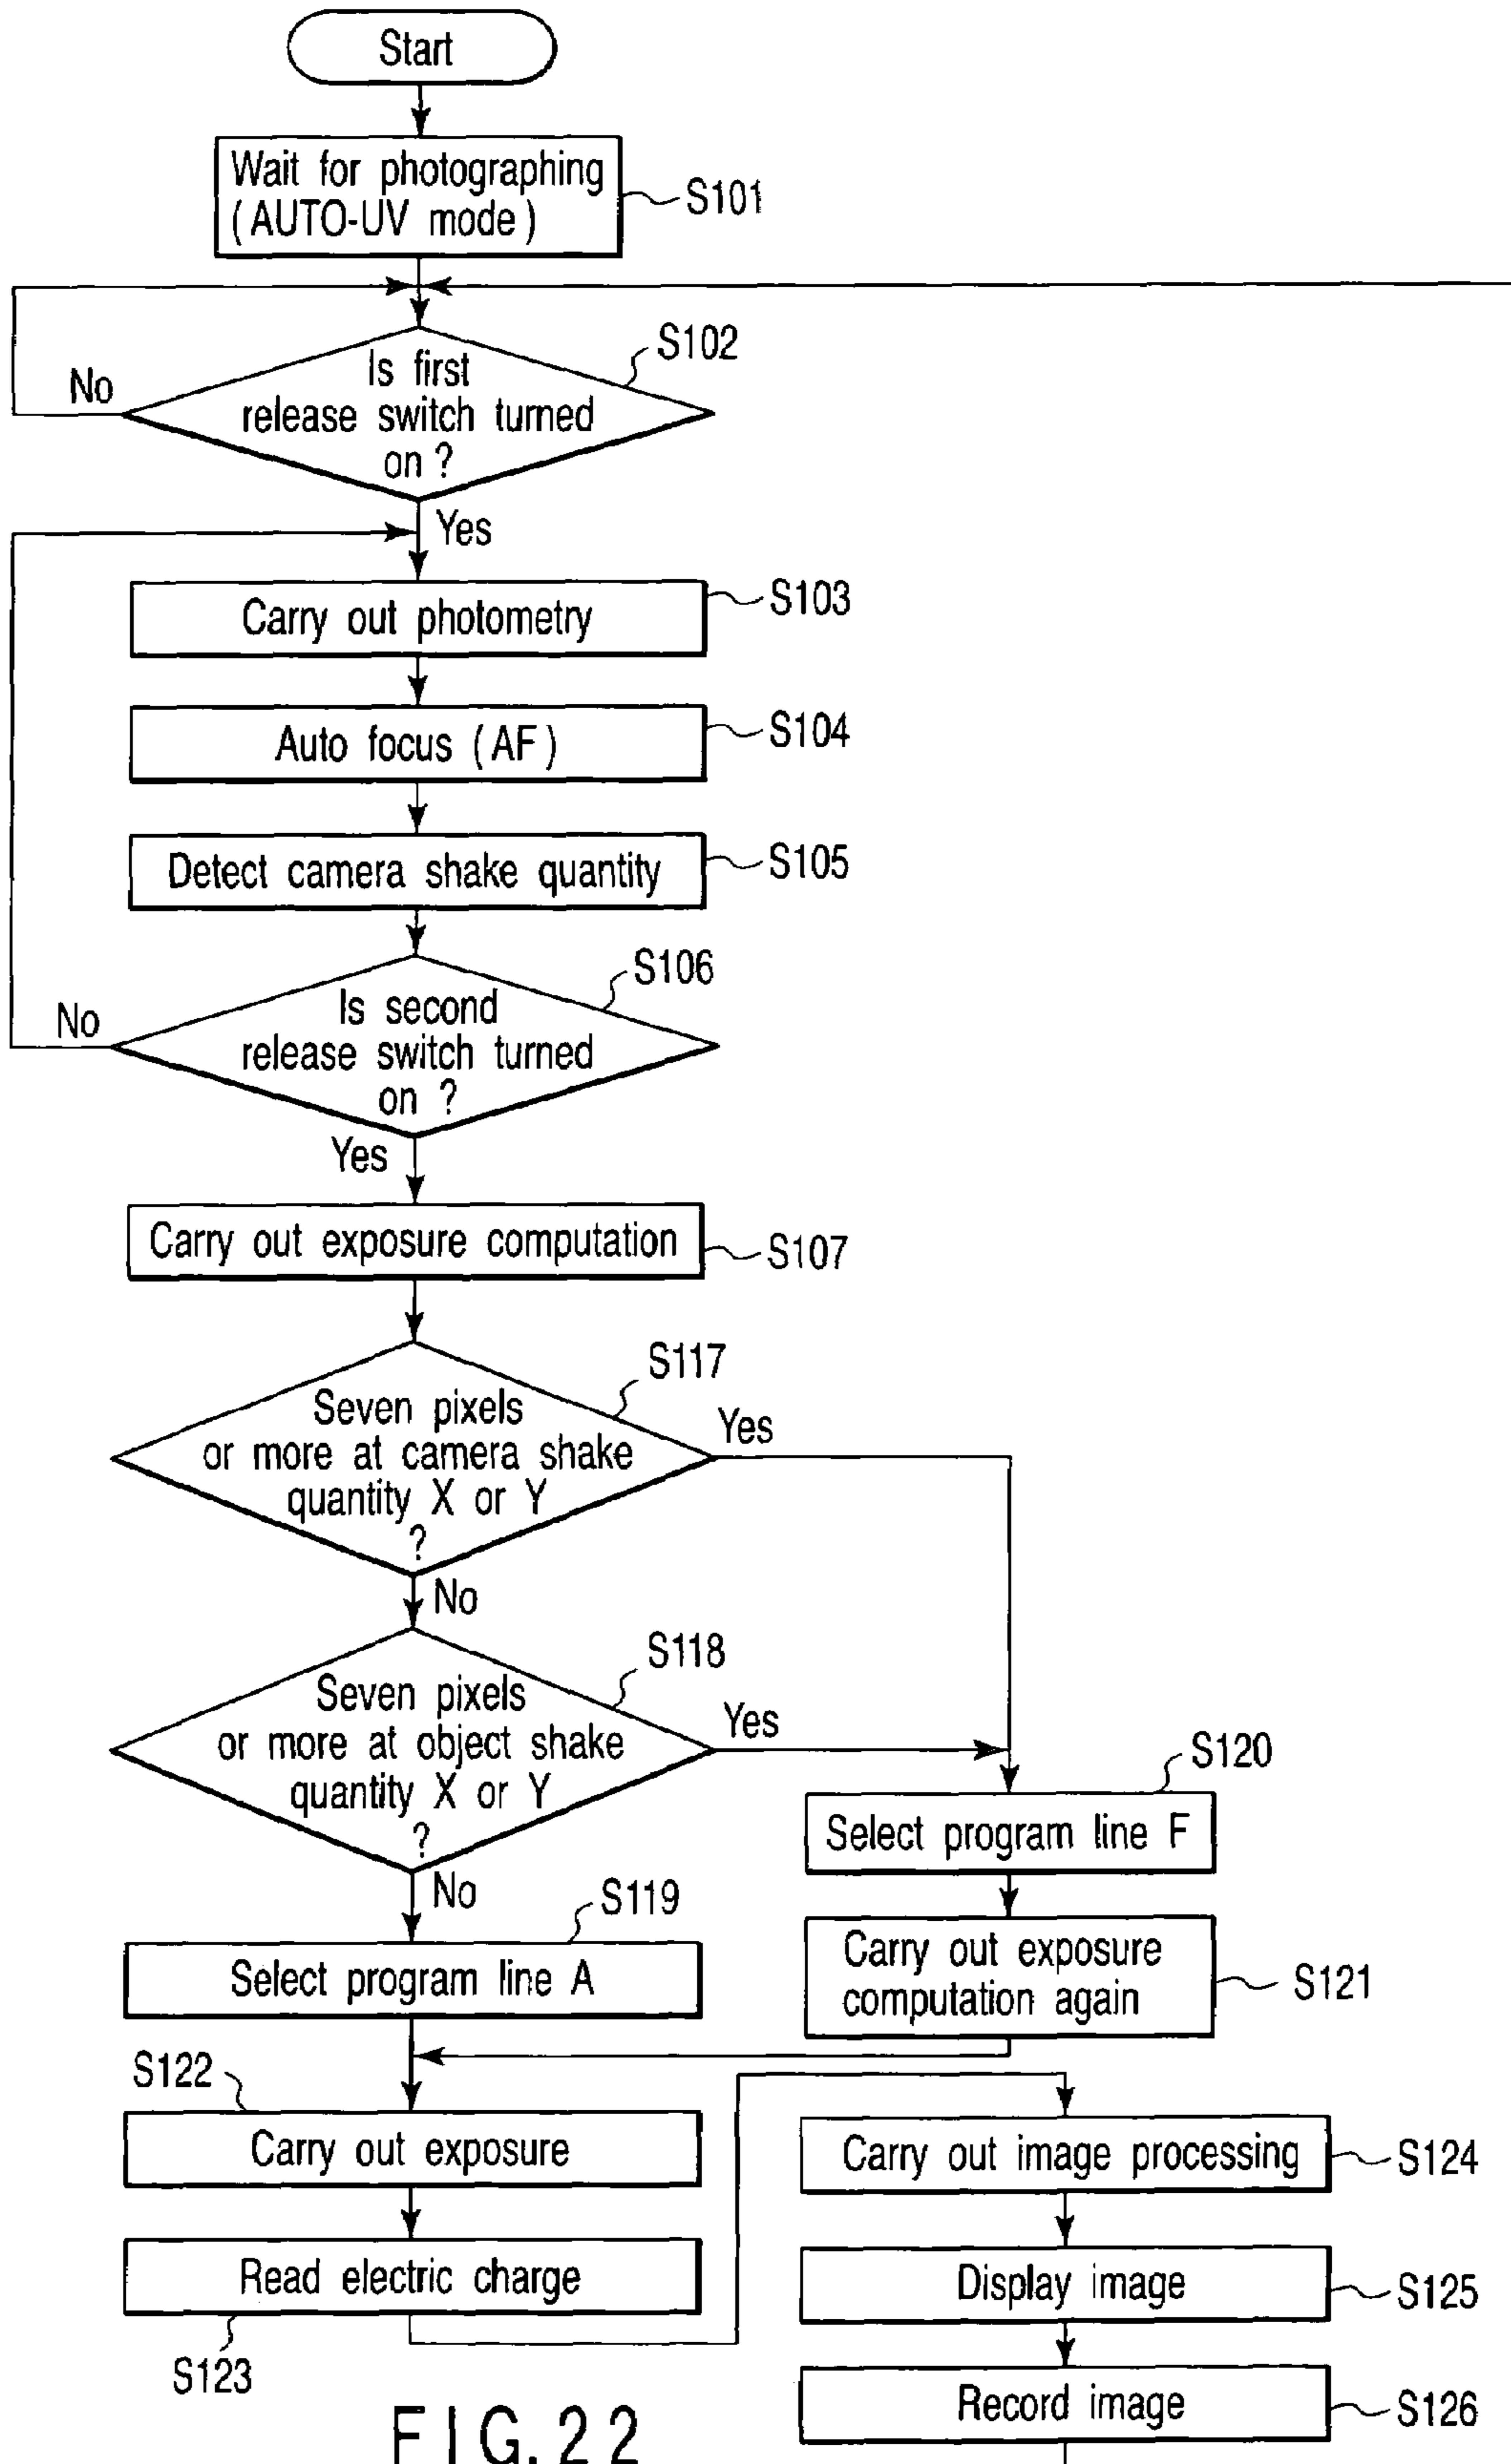 Start
Wait for photographing
(AUTO-UV mode)
S101
S102
Is first
release switch turned
on ?
No
Yes
Carry out photometry
S103
Auto focus (AF)
S104
Detect camera shake quantity
S105
S106
Is second
release switch turned
on ?
No
Yes
Carry out exposure computation
S107
S117
Seven pixels
or more at camera shake
quantity X or Y
?
Yes
No
S118
Seven pixels
or more at object shake
quantity X or Y
?
Yes
No
S120
Select program line F
S119
Select program line A
Carry out exposure
computation again
S121
S122
Carry out exposure
Read electric charge
S123
Carry out image processing
S124
Display image
S125
Record image
S126
FIG. 22